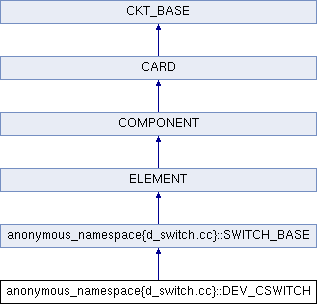 CKT_BASE
CARD
COMPONENT
ELEMENT
anonymous_namespace{d_switch.cc}::SWITCH_BASE
anonymous_namespace{d_switch.cc}::DEV_CSWITCH